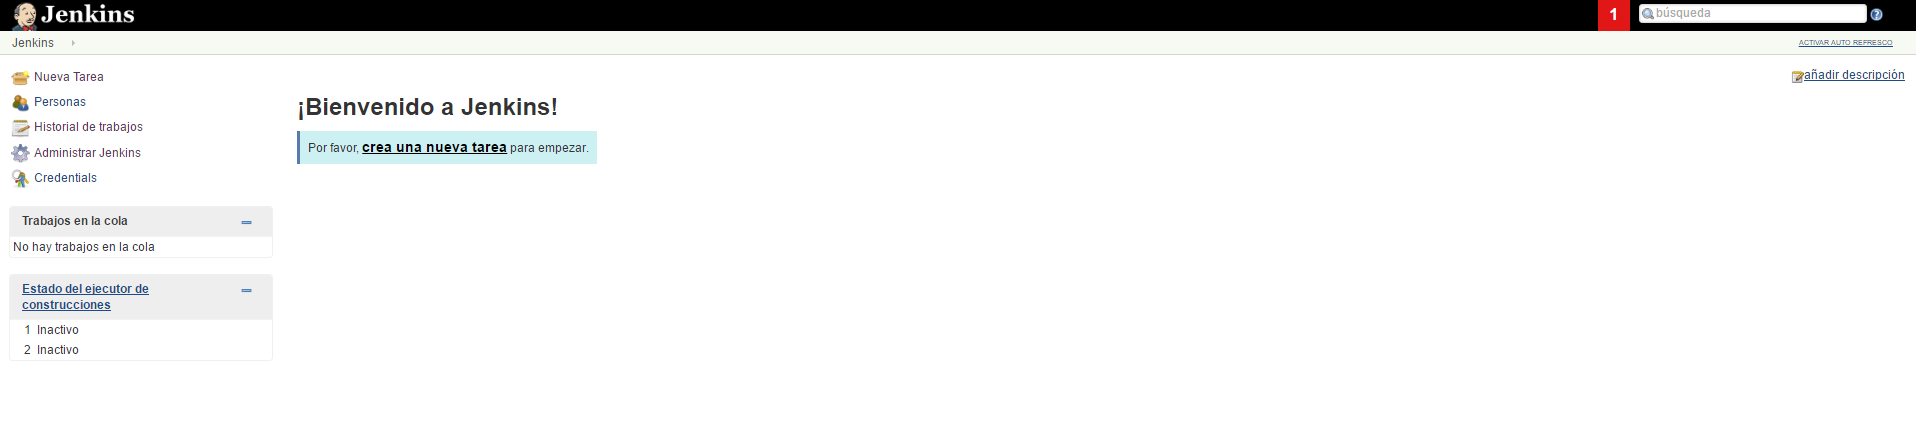 Jenkins
1
búsqueda
Jenkins
ACTIVAR AUTO REFRESCO
Nueva Tarea
Personas
Historial de trabajos
Administrar Jenkins
Credentials
Trabajos en la cola
No hay trabajos en la cola
Estado del ejecutor de
construcciones
1 Inactivo
2 Inactivo
añadir descripción
¡Bienvenido a Jenkins!
Por favor, crea una nueva tarea para empezar.